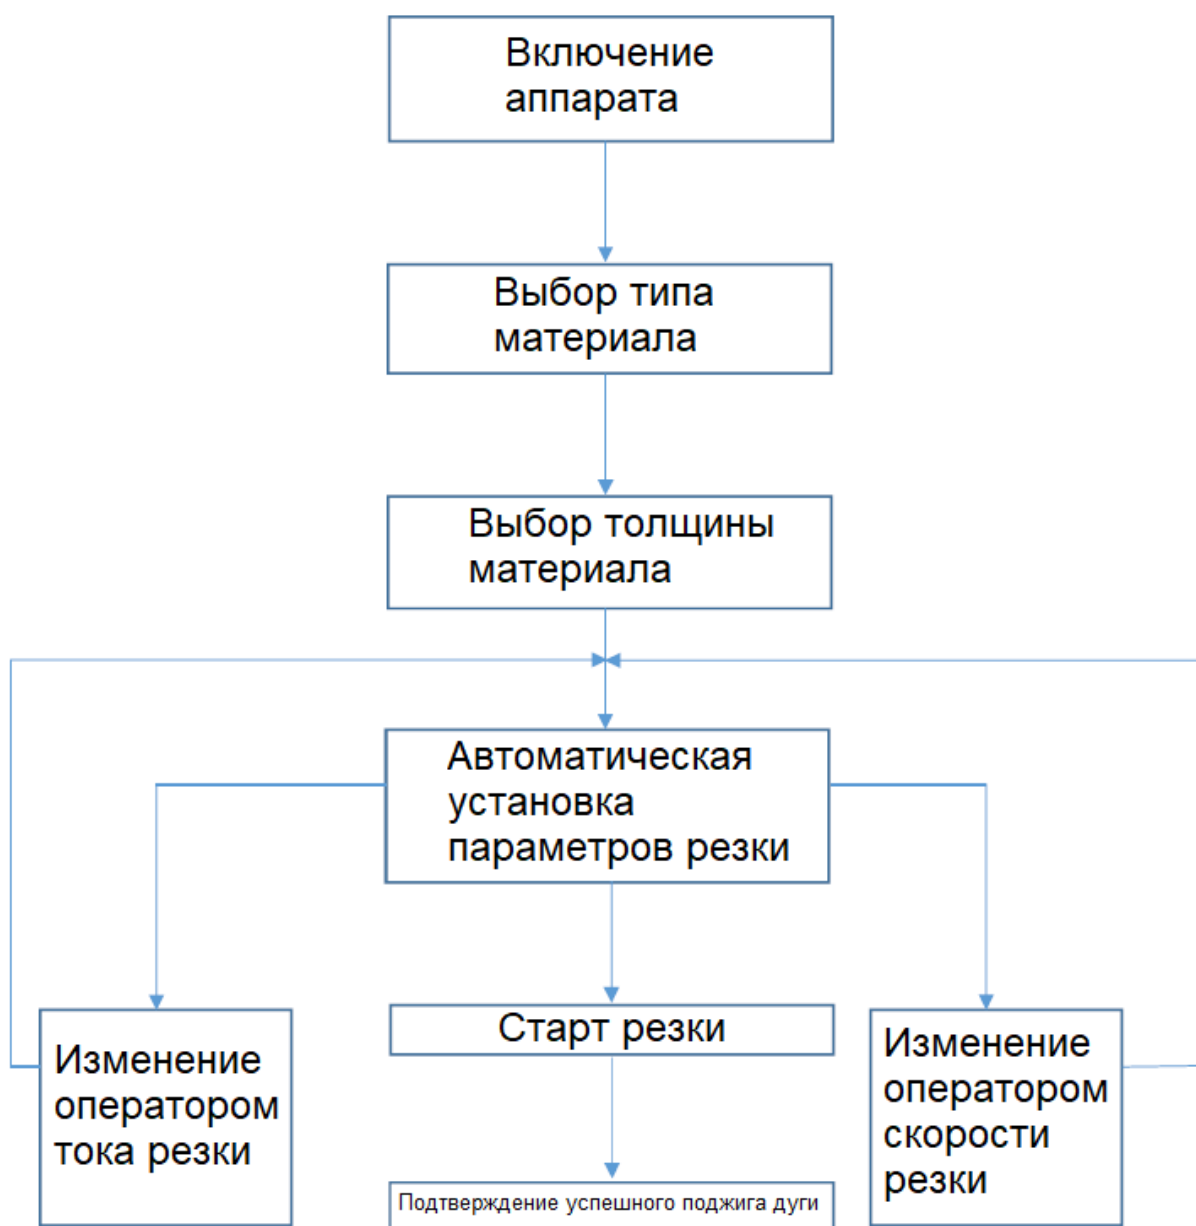 Включение
аппарата
Выбор типа
материала
Выбор толщины
материала
Автоматическая
установка
параметров резки
Старт резки
Изменение
оператором
тока резки
Изменение
оператором
скорости
резки
Подтверждение успешного поджига дуги